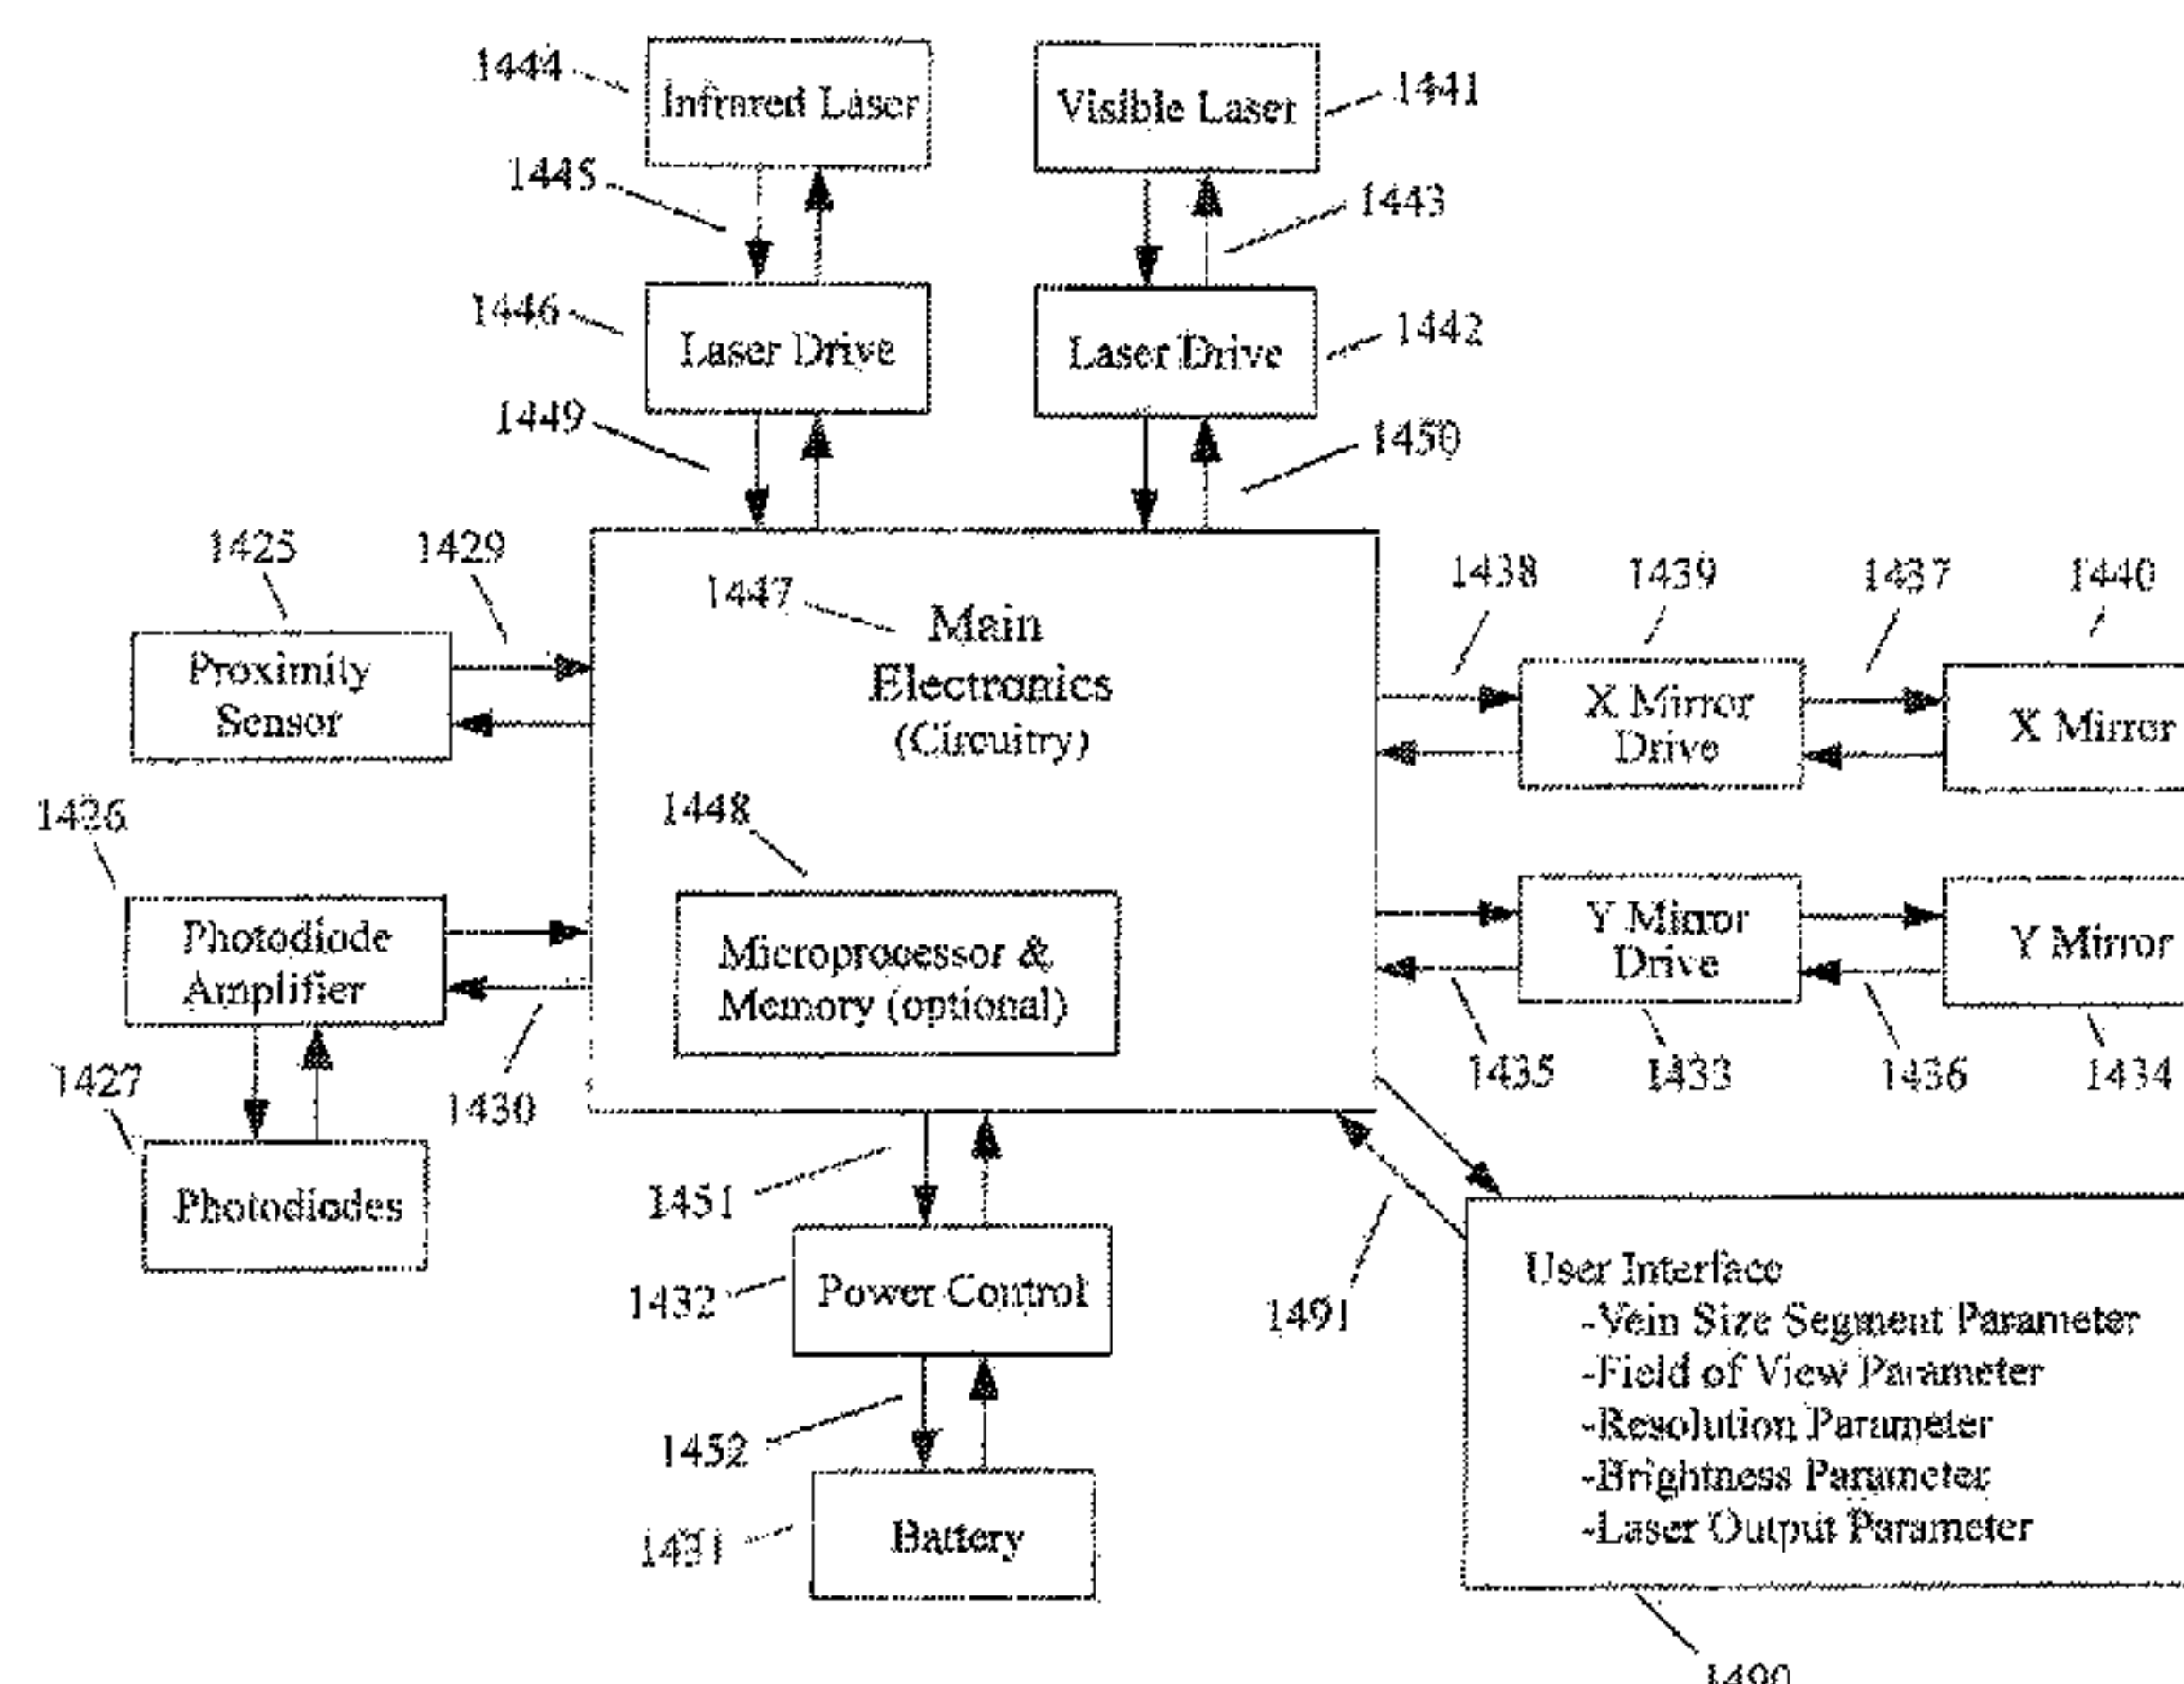 1444
Infrared Laser
Visible Laser
1441
1445
1443
1446
Laser Drive
Laser Drive
1442
1449
1450
1425
1429
Proximity
Sensor
1447
Main
Electronics
(Circuitry)
1438
1439
1437
1440
X Mirror
Drive
X Mirror
1426
Photodiode
Amplifier
1448
Microprocessor &
Memory (optional)
Y Mirror
Drive
Y Mirror
1427
1430
Photodiodes
1435
1433
1436
1434
1451
1432
Power Control
1491
1452
1431
Battery
User Interface
-Vein Size Segment Parameter
-Field of View Parameter
-Resolution Parameter
-Brightness Parameter
-Laser Output Parameter
1490